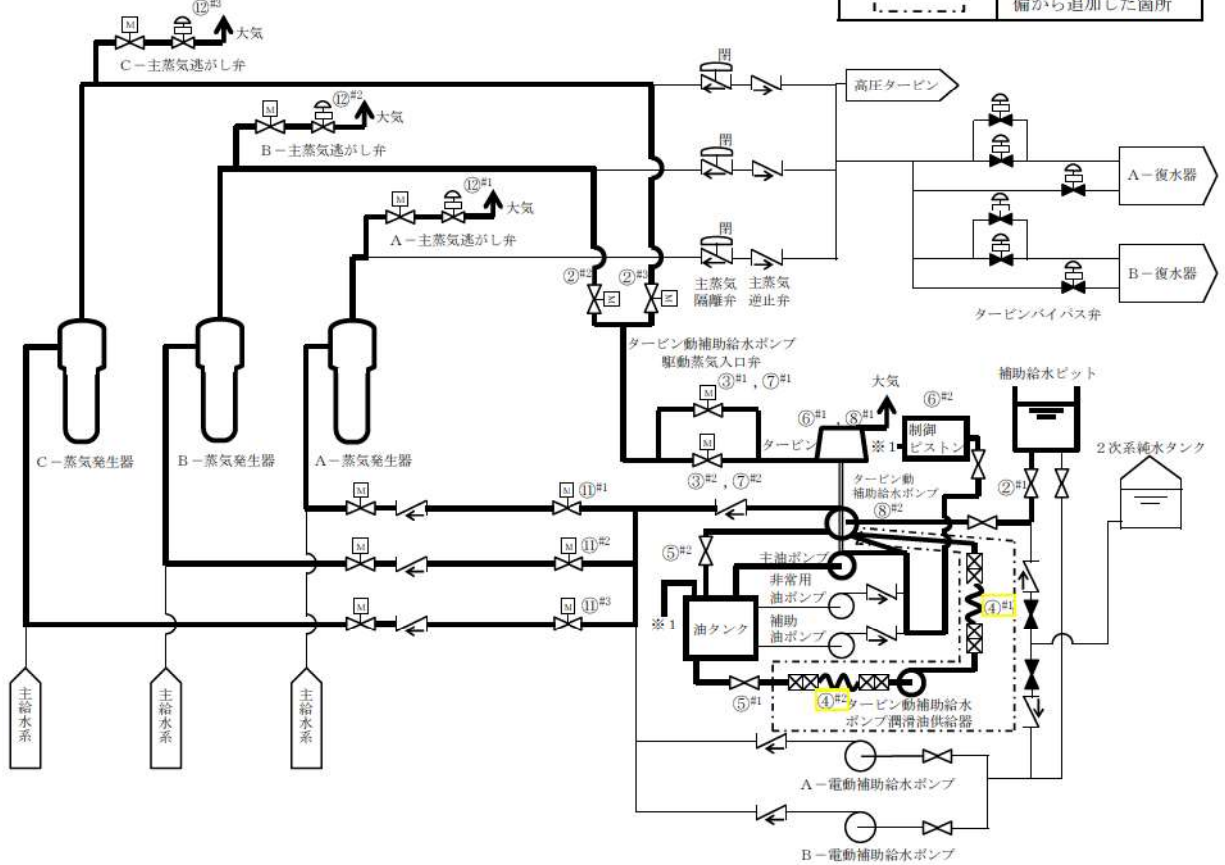 備から追加した箇所
⑫#3
M
大気
C－主蒸気逃がし弁
閉
高圧タービン
⑫#2
M
大気
B－主蒸気逃がし弁
閉
A－復水器
⑫#1
M
大気
A－主蒸気逃がし弁
閉
②#2
②#3
M
M
主蒸気
隔離弁
主蒸気
逆止弁
B－復水器
タービンバイパス弁
タービン動補助給水ポンプ
駆動蒸気入口弁
③#1 , ⑦#1
M
大気
補助給水ピット
⑥#1 , ⑧#1
⑥#2
タービン
※1
制御
ピストン
2次系純水タンク
C－蒸気発生器
B－蒸気発生器
A－蒸気発生器
M
③#2 , ⑦#2
タービン動
補助給水ポンプ
⑧#2
②#1
M
M
⑪#1
⑤#2
主油ポンプ
M
M
⑪#2
非常用
油ポンプ
④#1
M
M
⑪#3
※1
油タンク
補助
油ポンプ
⑤#1
④#2
タービン動補助給水
ポンプ潤滑油供給器
主給水系
主給水系
主給水系
A－電動補助給水ポンプ
B－電動補助給水ポンプ